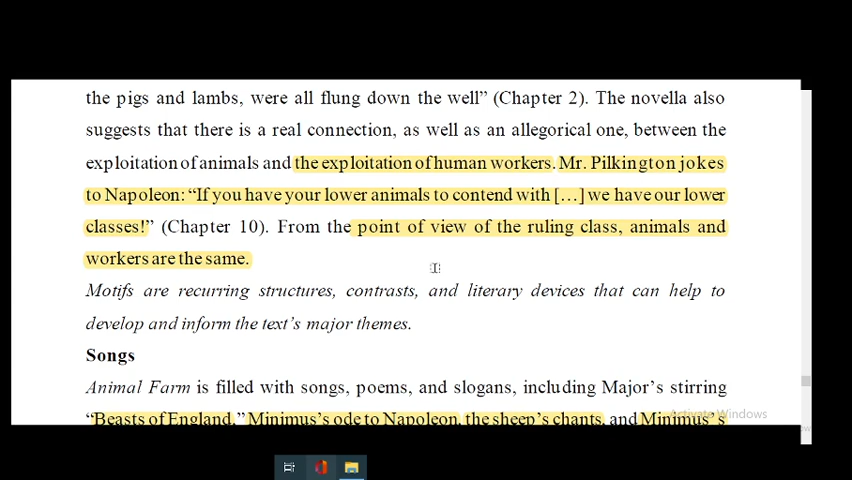 the pigs and lambs, were all flung down the well” (Chapter 2). The novella also
suggests that there is a real connection, as well as an allegorical one, between the
exploitation of animals and the exploitation of human workers. Mr. Pilkington jokes
to Napoleon: “If you have your lower animals to contend with […] we have our lower
classes!” (Chapter 10). From the point of view of the ruling class, animals and
workers are the same.
Motifs are recurring structures, contrasts, and literary devices that can help to
develop and inform the text’s major themes.
Songs
Animal Farm is filled with songs, poems, and slogans, including Major’s stirring
“Beasts of England,” Minimus’s ode to Napoleon, the sheep’s chants, and Minimus’ s
Activate Windows